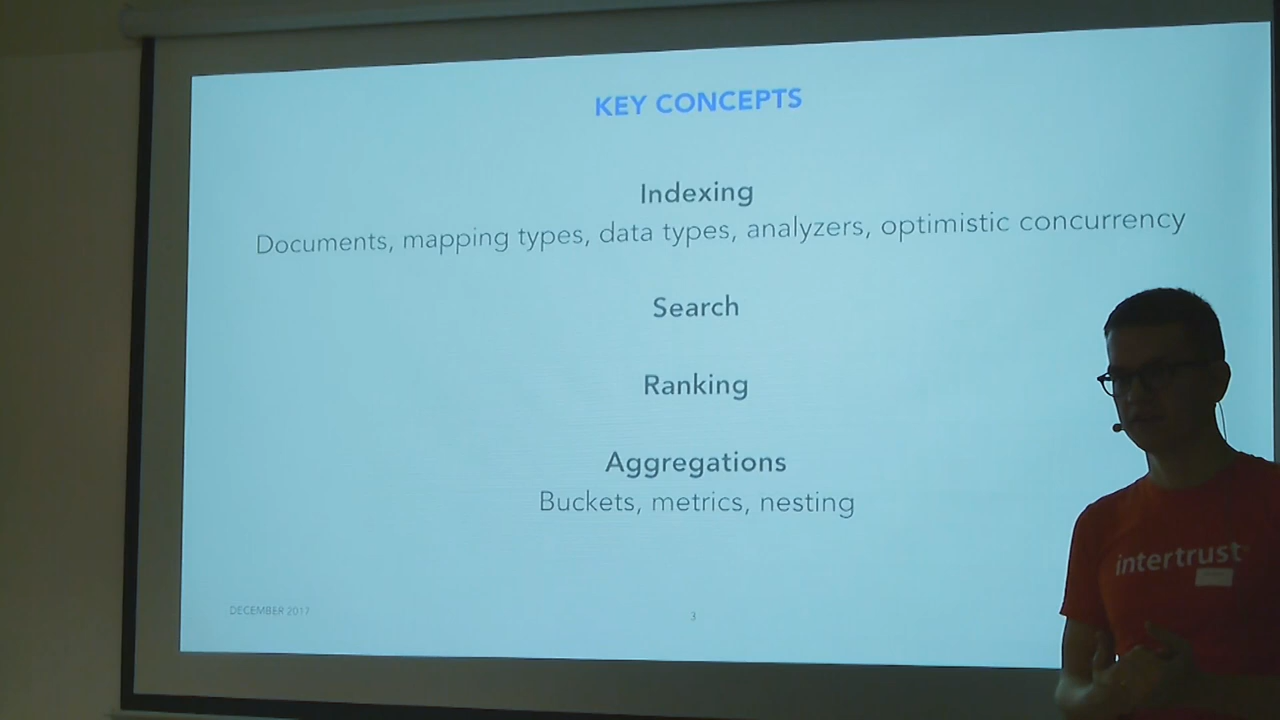 KEY CONCEPTS
Indexing
Documents, mapping types, data types, analyzers, optimistic concurrency
Search
Ranking
Aggregations
Buckets, metrics, nesting
DECEMBER 2017
3
intertrust